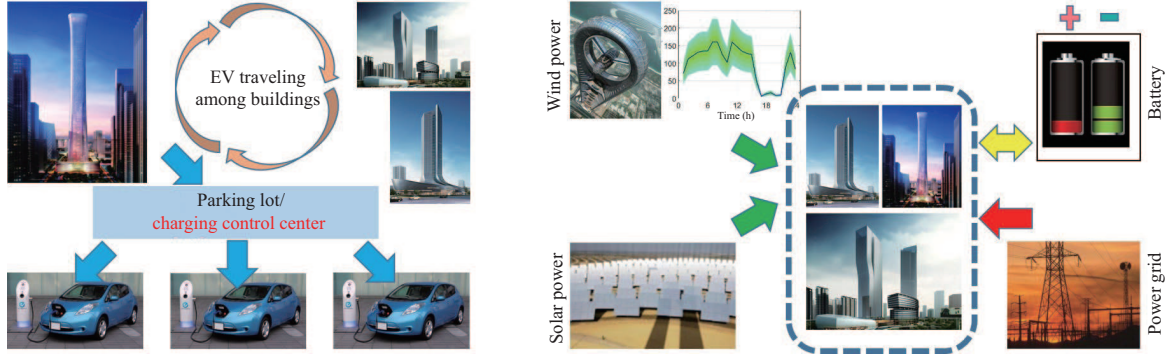 EV traveling
among buildings
Parking lot/
charging control center
Wind power
250
200
150
100
50
0
0 6 12 18
Time (h)
Battery
Solar power
Power grid